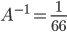 A⁻¹ = 1/66